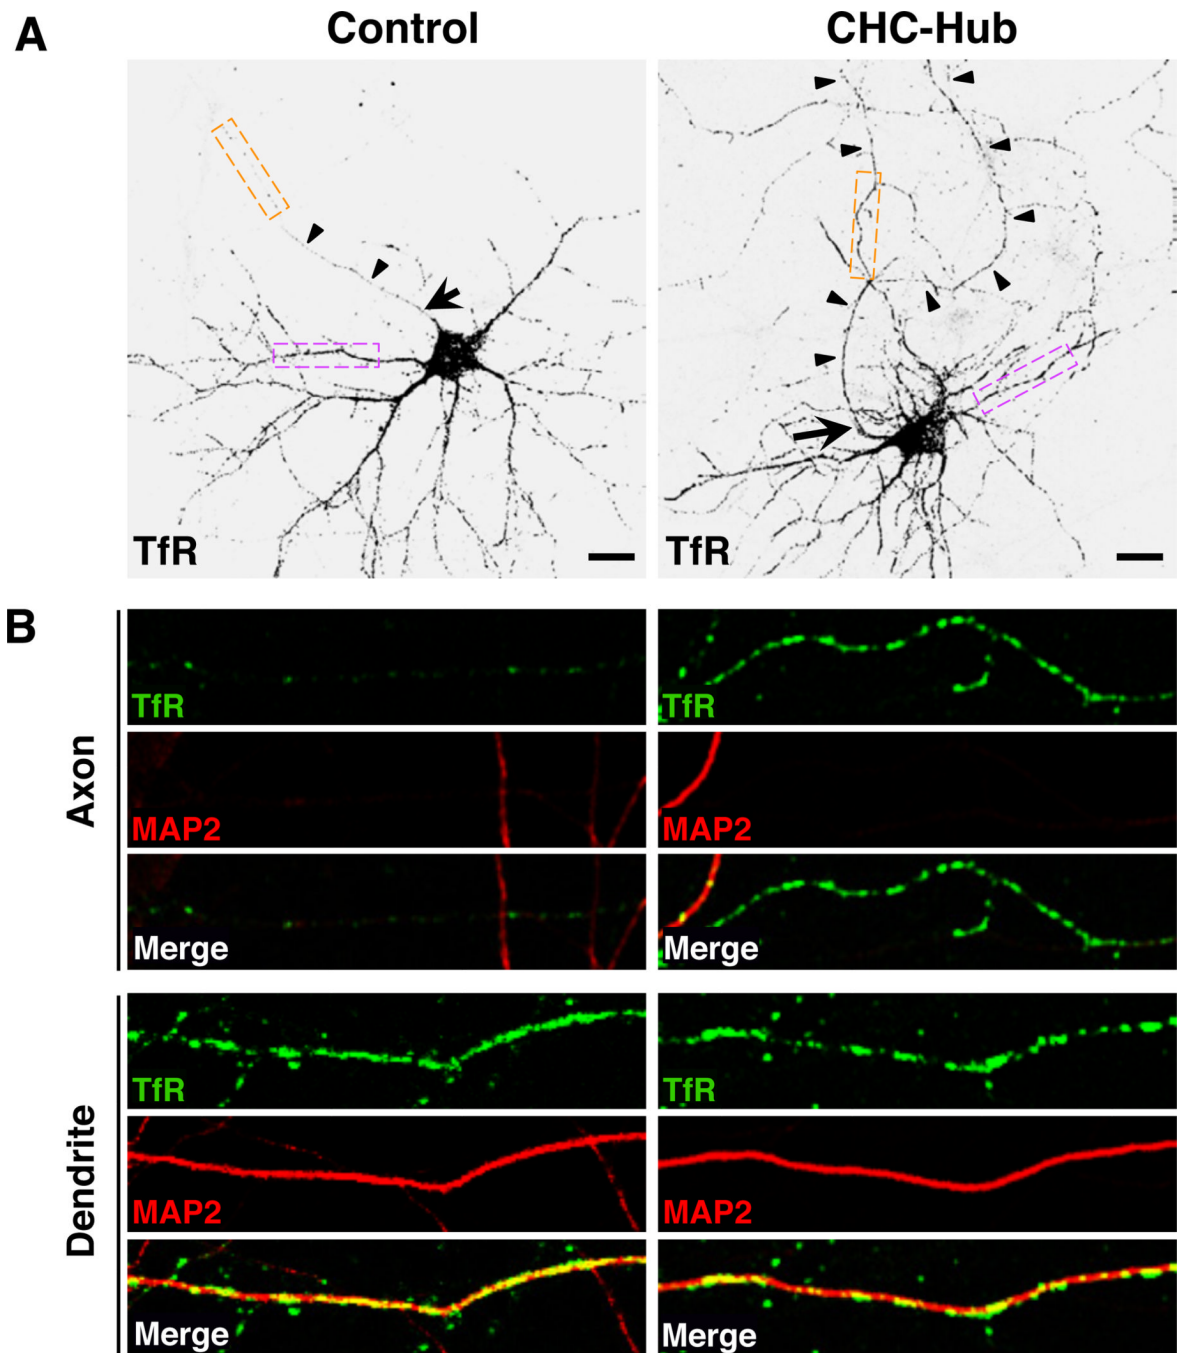 A
Control
CHC-Hub
TfR
TfR
B
Axon
TfR
TfR
MAP2
MAP2
Merge
Merge
Dendrite
TfR
TfR
MAP2
MAP2
Merge
Merge